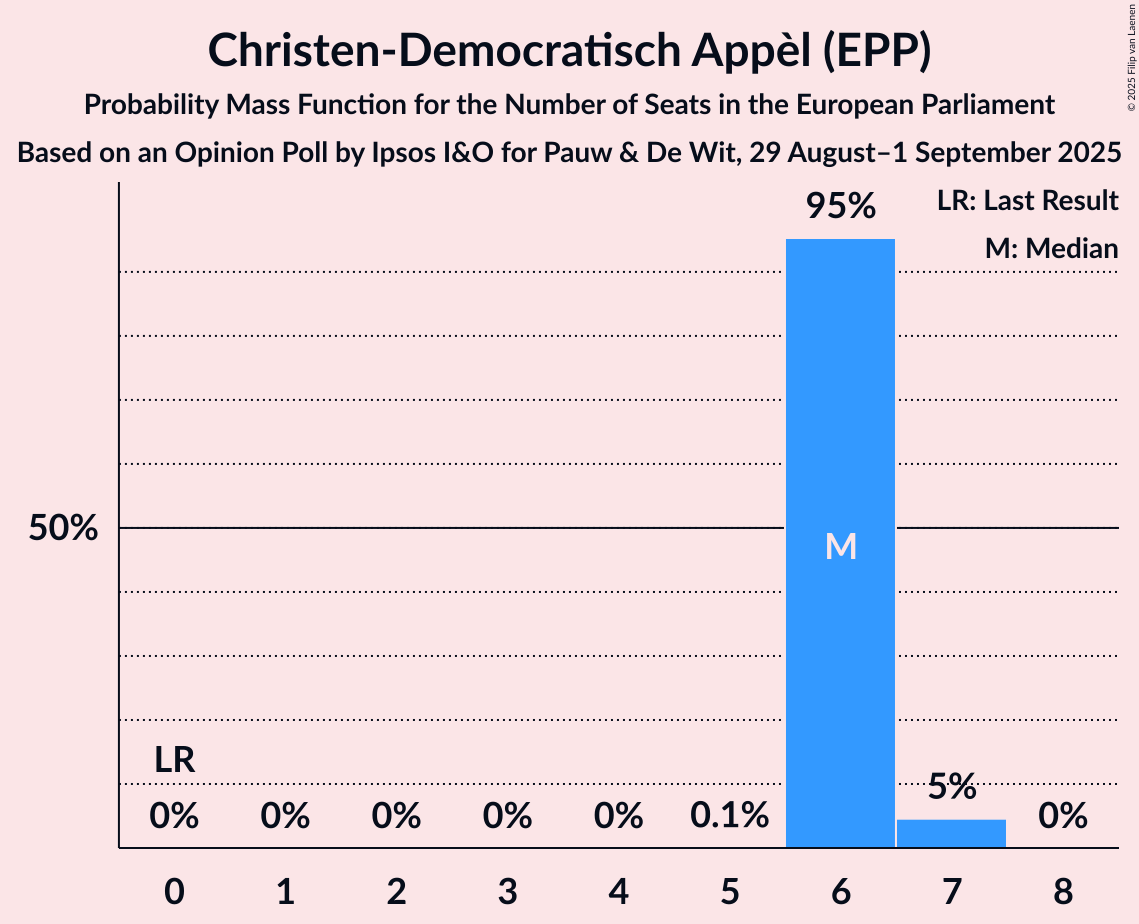 Christen-Democratisch Appèl (EPP)
Probability Mass Function for the Number of Seats in the European Parliament
Based on an Opinion Poll by Ipsos I&O for Pauw & De Wit, 29 August–1 September 2025
© 2025 Filip van Laenen
LR: Last Result
M: Median
95%
50%
M
LR
0% 0% 0% 0% 0% 0.1% 5% 0%
0 1 2 3 4 5 6 7 8